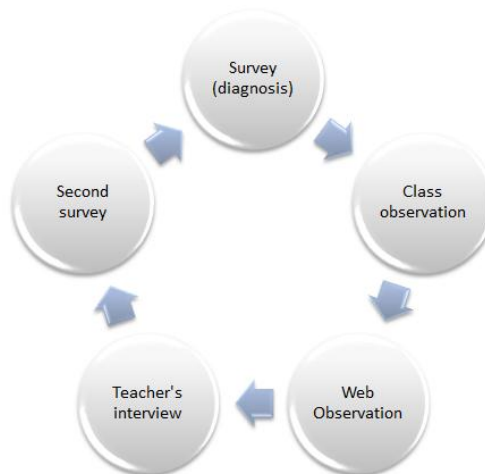 Survey
(diagnosis)
Class
observation
Web
Observation
Teacher's
interview
Second
survey